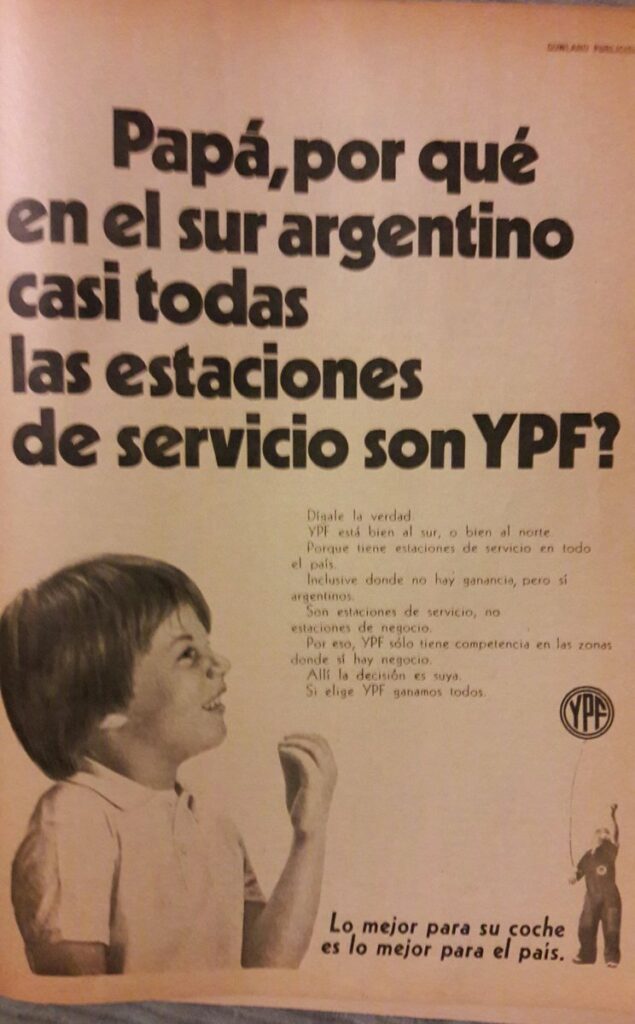 Papá, por qué
en el sur argentino
casi todas
las estaciones
de servicio son YPF?
Dígale la verdad.
YPF está bien al sur, o bien al norte.
Porque tiene estaciones de servicio en todo
el país.
Inclusive donde no hay ganancia, pero sí
argentinos.
Son estaciones de servicio, no
estaciones de negocio.
Por eso, YPF sólo tiene competencia en las zonas
donde sí hay negocio.
Allí la decisión es suya.
Si elige YPF ganamos todos.
YPF
Lo mejor para su coche
es lo mejor para el país.